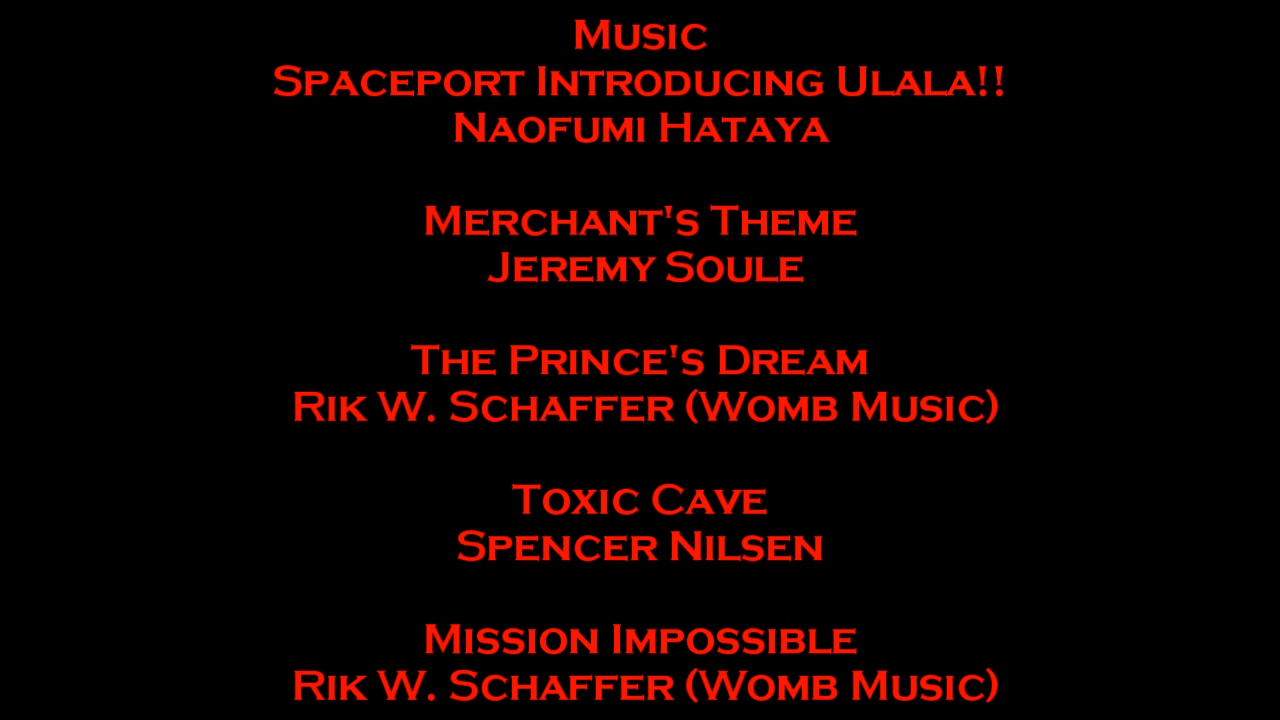 Music
Spaceport Introducing Ulala!!
Naofumi Hataya
Merchant's Theme
Jeremy Soule
The Prince's Dream
Rik W. Schaffer (Womb Music)
Toxic Cave
Spencer Nilsen
Mission Impossible
Rik W. Schaffer (Womb Music)